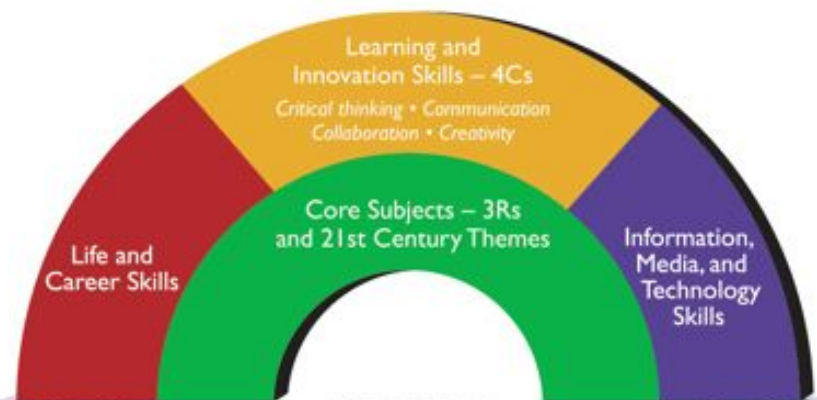 Learning and
Innovation Skills – 4Cs
Critical thinking • Communication
Collaboration • Creativity
Core Subjects – 3Rs
and 21st Century Themes
Life and
Career Skills
Information,
Media, and
Technology
Skills